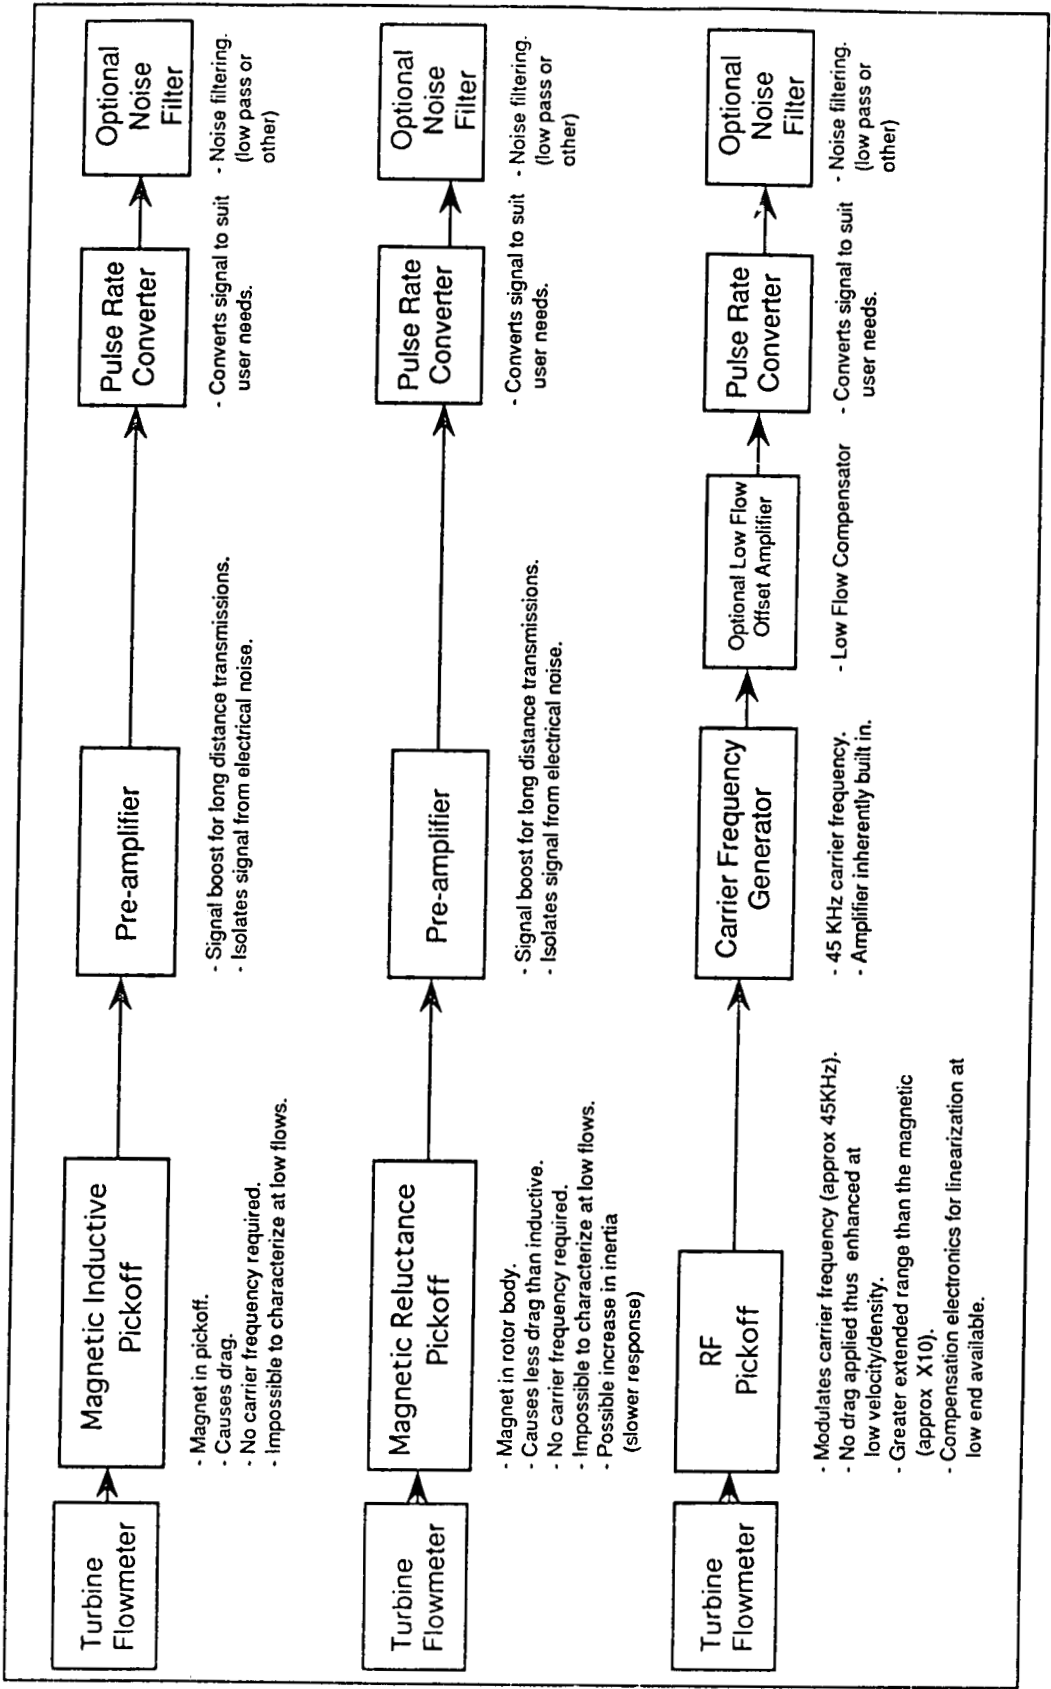 Turbine
Flowmeter
Magnetic Inductive
Pickoff
- Magnet in pickoff.
- Causes drag.
- No carrier frequency required.
- Impossible to characterize at low flows.
Pre-amplifier
- Signal boost for long distance transmissions.
- Isolates signal from electrical noise.
Pulse Rate
Converter
- Converts signal to suit
user needs.
Optional
Noise
Filter
- Noise filtering.
(low pass or
other)
Turbine
Flowmeter
Magnetic Reluctance
Pickoff
- Magnet in rotor body.
- Causes less drag than inductive.
- No carrier frequency required.
- Impossible to characterize at low flows.
- Possible increase in inertia
(slower response)
Pre-amplifier
- Signal boost for long distance transmissions.
- Isolates signal from electrical noise.
Pulse Rate
Converter
- Converts signal to suit
user needs.
Optional
Noise
Filter
- Noise filtering.
(low pass or
other)
Turbine
Flowmeter
RF
Pickoff
- Modulates carrier frequency (approx 45KHz).
- No drag applied thus enhanced at
low velocity/density.
- Greater extended range than the magnetic
(approx X10).
- Compensation electronics for linearization at
low end available.
Carrier Frequency
Generator
- 45 KHz carrier frequency.
- Amplifier inherently built in.
Optional Low Flow
Offset Amplifier
- Low Flow Compensator
Pulse Rate
Converter
- Converts signal to suit
user needs.
Optional
Noise
Filter
- Noise filtering.
(low pass or
other)